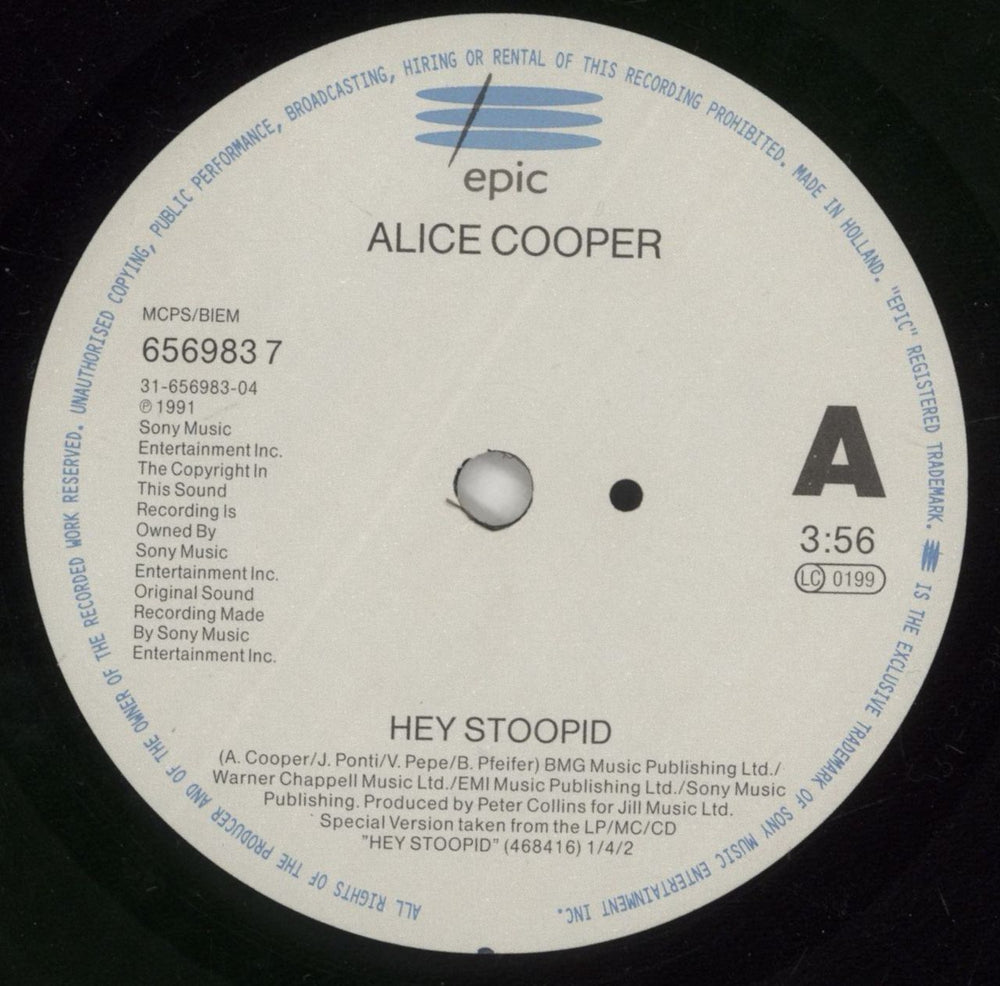 ALL RIGHTS OF THE PRODUCER AND OF THE OWNER OF THE RECORDED WORK RESERVED. UNAUTHORISED COPYING, PUBLIC PERFORMANCE, BROADCASTING, HIRING OR RENTAL OF THIS RECORDING PROHIBITED. MADE IN HOLLAND. "EPIC" REGISTERED TRADEMARK. IS THE EXCLUSIVE TRADEMARK OF SONY MUSIC ENTERTAINMENT INC.
epic
ALICE COOPER
MCPS/BIEM
656983 7
31-656983-04
℗ 1991
Sony Music
Entertainment Inc.
The Copyright In
This Sound
Recording Is
Owned By
Sony Music
Entertainment Inc.
Original Sound
Recording Made
By Sony Music
Entertainment Inc.
A
3:56
LC 0199
HEY STOOPID
(A. Cooper/J. Ponti/V. Pepe/B. Pfeifer) BMG Music Publishing Ltd./
Warner Chappell Music Ltd./EMI Music Publishing Ltd./Sony Music
Publishing. Produced by Peter Collins for Jill Music Ltd.
Special Version taken from the LP/MC/CD
"HEY STOOPID" (468416) 1/4/2